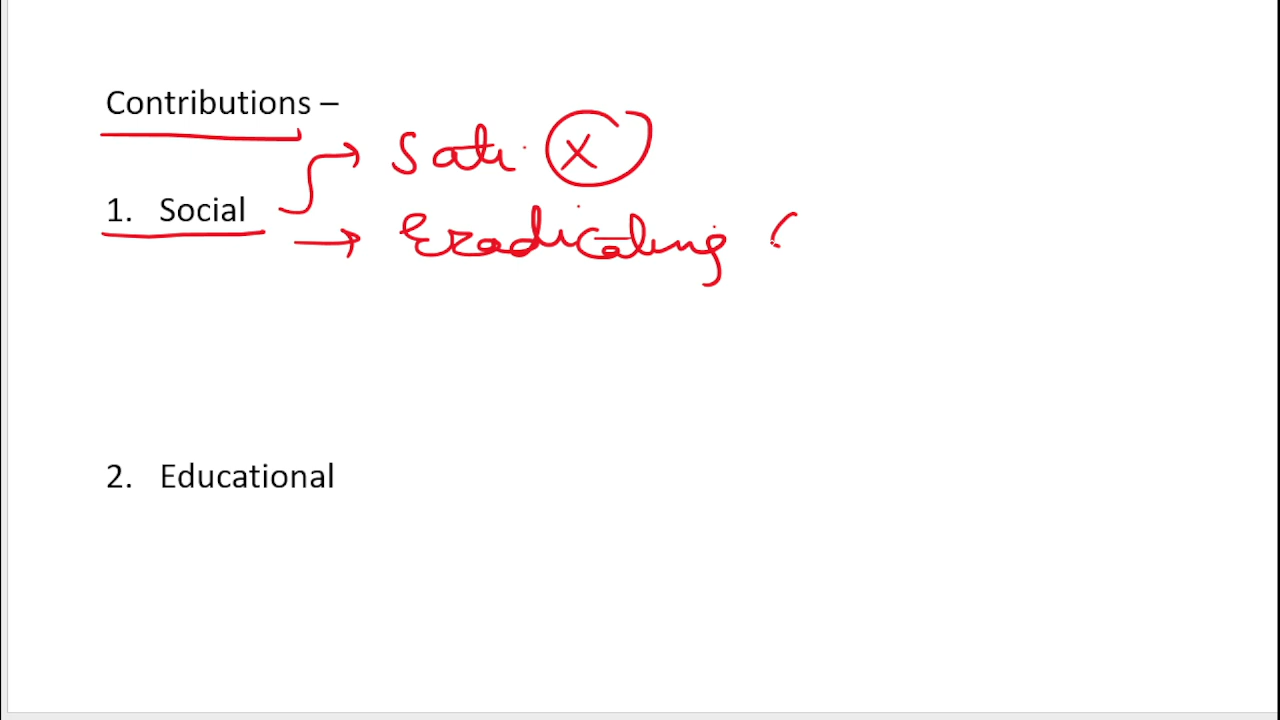 Contributions –
Sati
1. Social
Eradicating
2. Educational